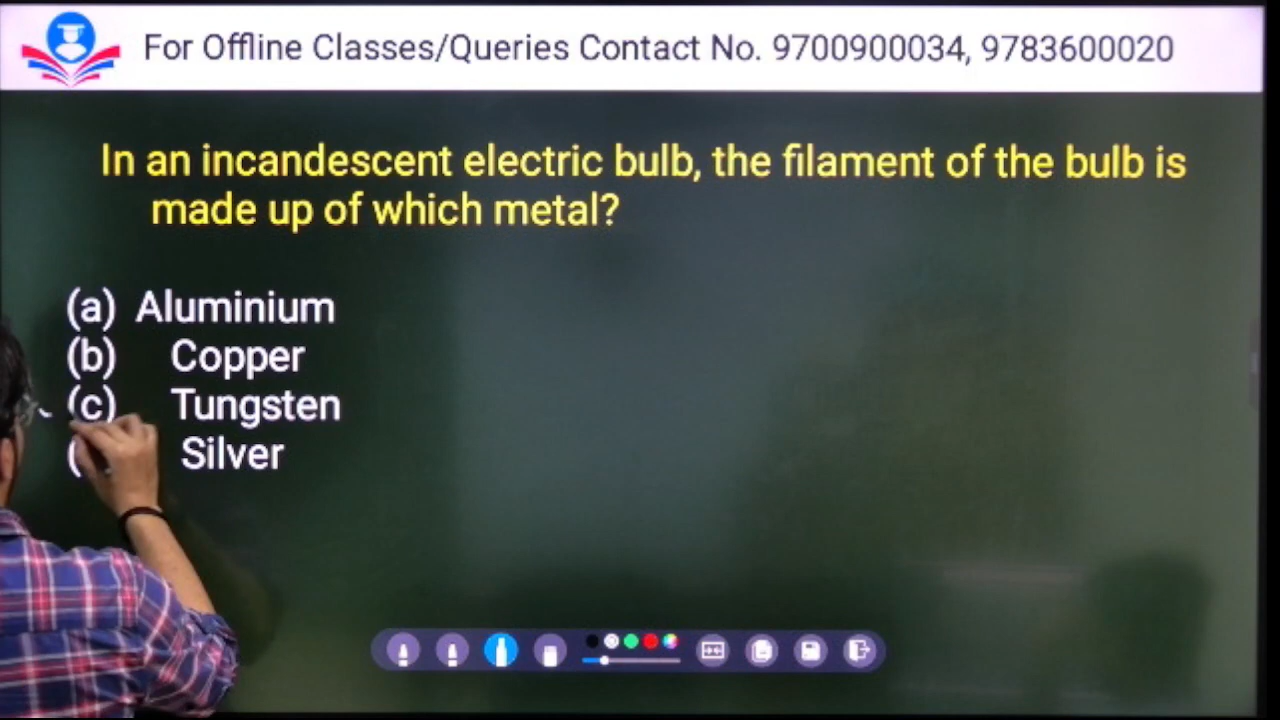 For Offline Classes/Queries Contact No. 9700900034, 9783600020
In an incandescent electric bulb, the filament of the bulb is
made up of which metal?
(a) Aluminium
(b) Copper
(c) Tungsten
( Silver